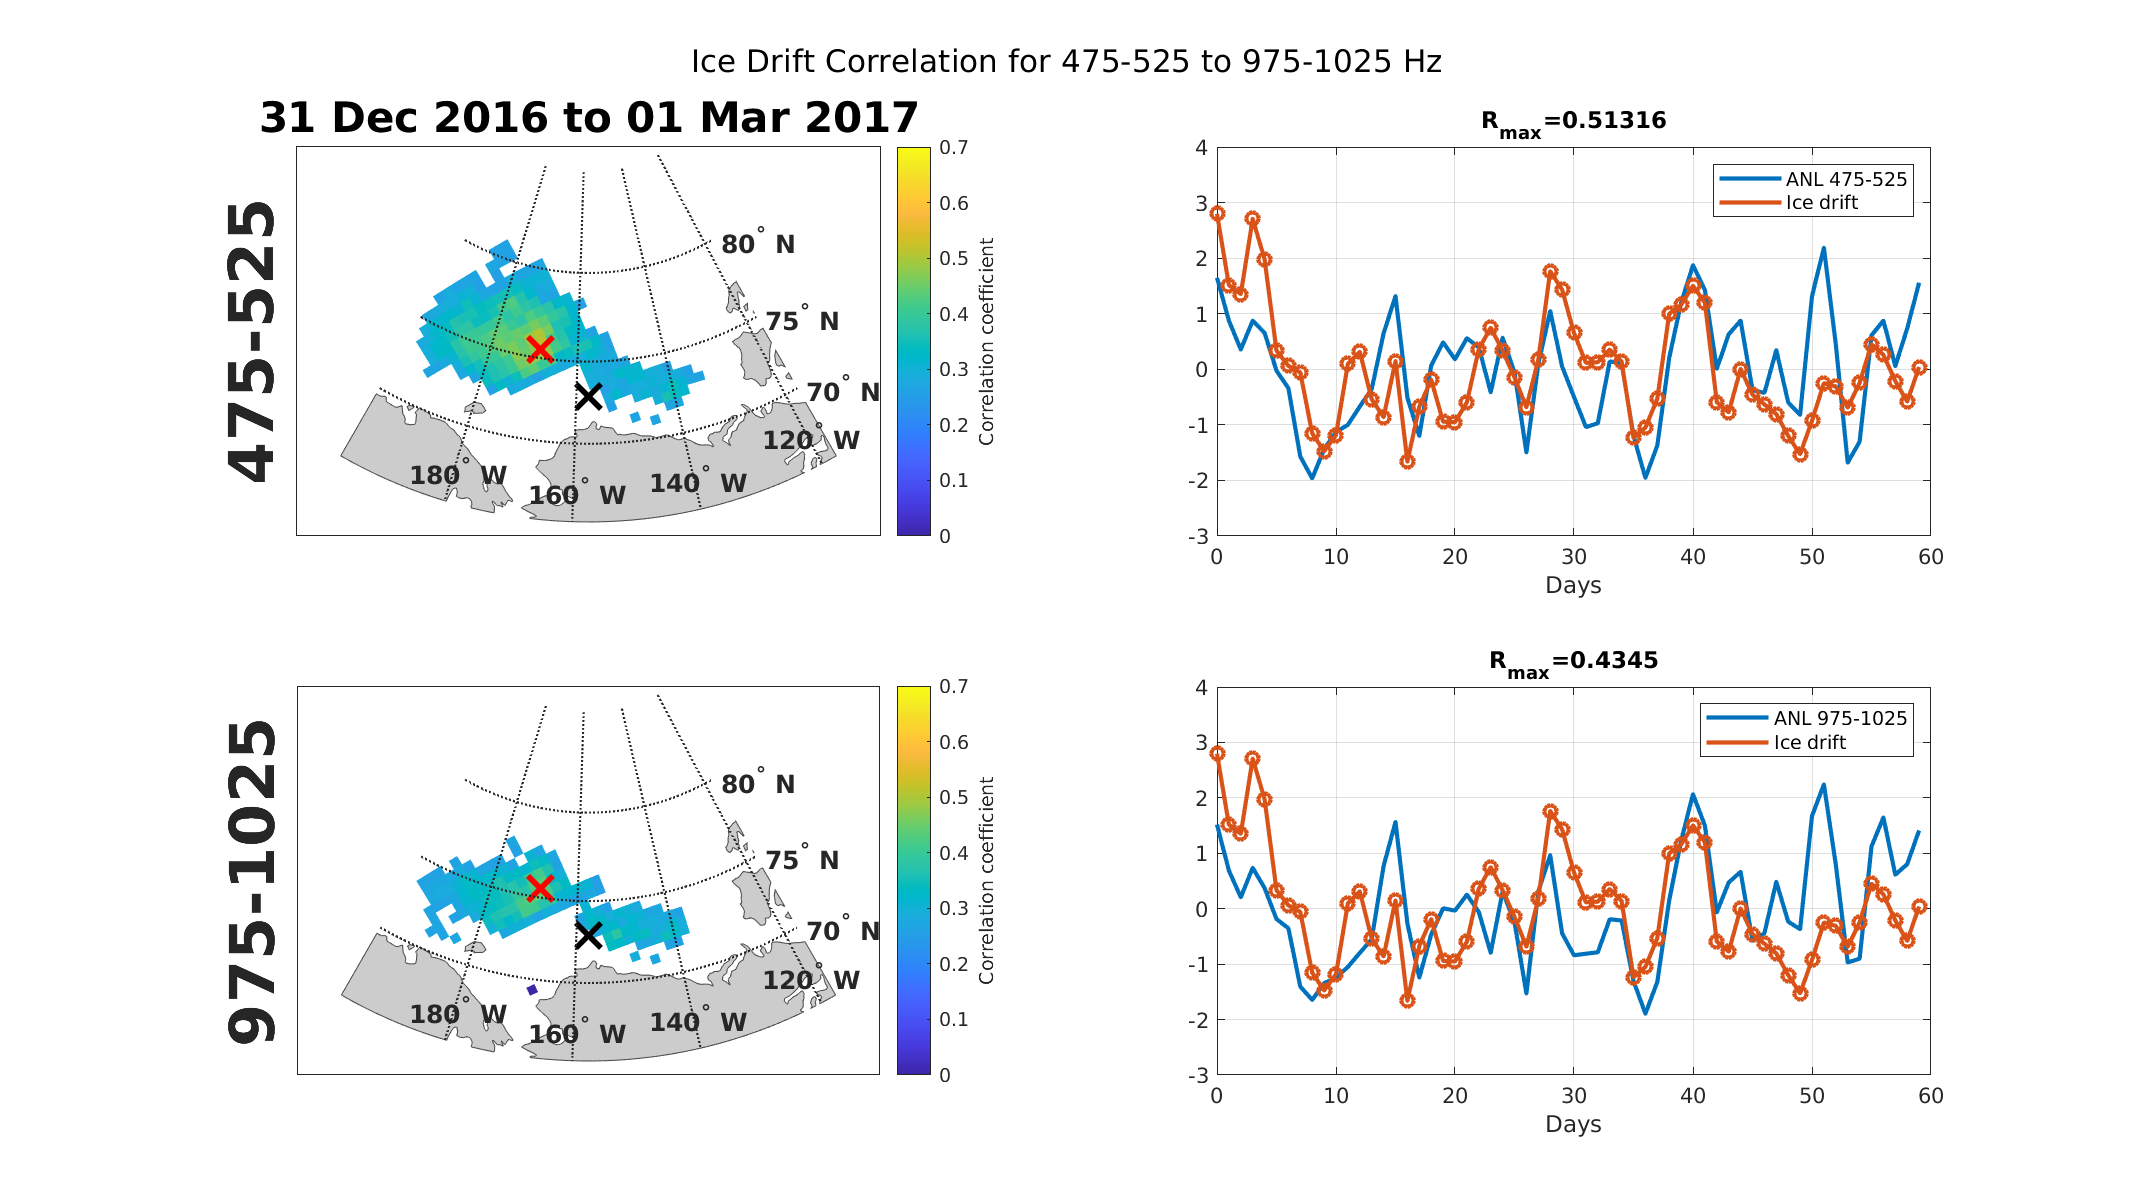 Ice Drift Correlation for 475-525 to 975-1025 Hz
31 Dec 2016 to 01 Mar 2017
475-525
80° N
75° N
70° N
120° W
140° W
160° W
180° W
0.7
0.6
0.5
0.4
0.3
0.2
0.1
0
Correlation coefficient
Rmax=0.51316
4
3
2
1
0
-1
-2
-3
0 10 20 30 40 50 60
Days
ANL 475-525
Ice drift
975-1025
80° N
75° N
70° N
120° W
140° W
160° W
180° W
0.7
0.6
0.5
0.4
0.3
0.2
0.1
0
Correlation coefficient
Rmax=0.4345
4
3
2
1
0
-1
-2
-3
0 10 20 30 40 50 60
Days
ANL 975-1025
Ice drift